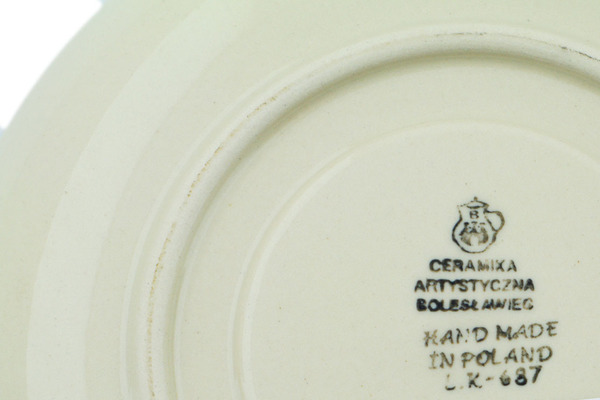 B
CERAMIKA
ARTYSTYCZNA
BOLESŁAWIEC
HAND MADE
IN POLAND
L.K-687